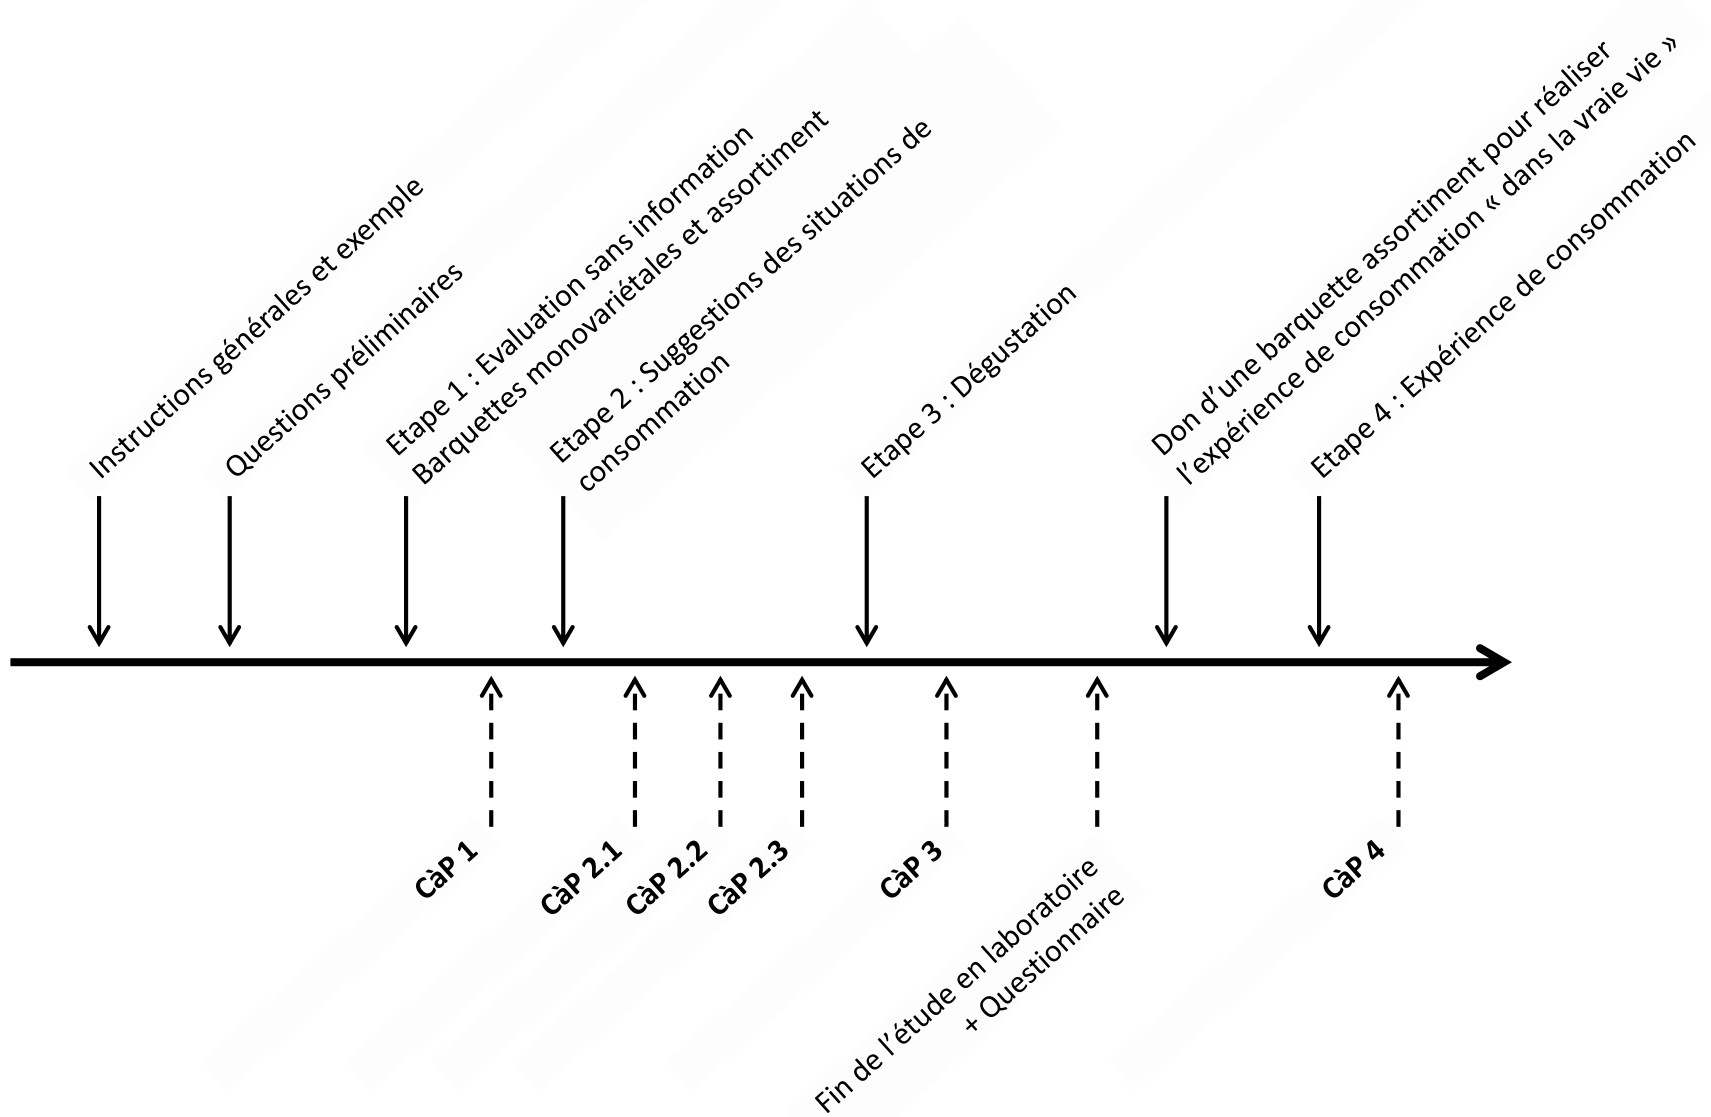 Instructions générales et exemple
Questions préliminaires
Etape 1 : Evaluation sans information
Barquettes monovariétales et assortiment
Etape 2 : Suggestions des situations de
consommation
Etape 3 : Dégustation
Don d’une barquette assortiment pour réaliser
l’expérience de consommation « dans la vraie vie »
Etape 4 : Expérience de consommation
CàP 1
CàP 2.1
CàP 2.2
CàP 2.3
CàP 3
Fin de l’étude en laboratoire
+ Questionnaire
CàP 4